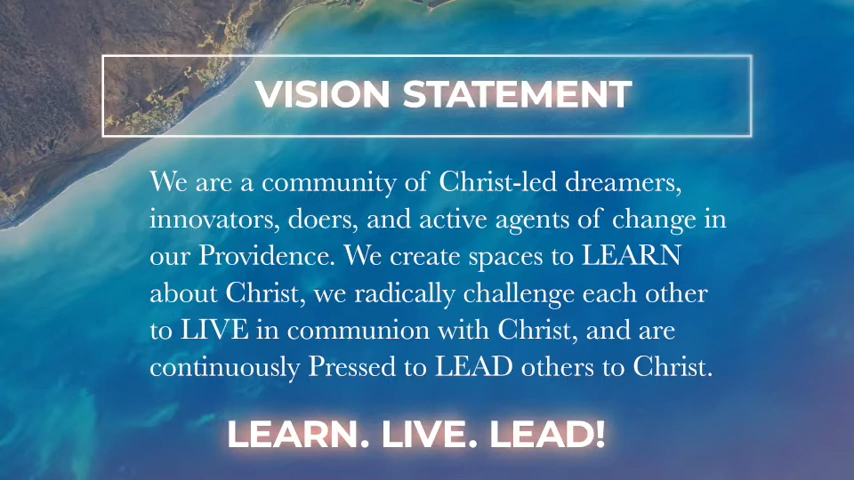 VISION STATEMENT
We are a community of Christ-led dreamers,
innovators, doers, and active agents of change in
our Providence. We create spaces to LEARN
about Christ, we radically challenge each other
to LIVE in communion with Christ, and are
continuously Pressed to LEAD others to Christ.
LEARN. LIVE. LEAD!